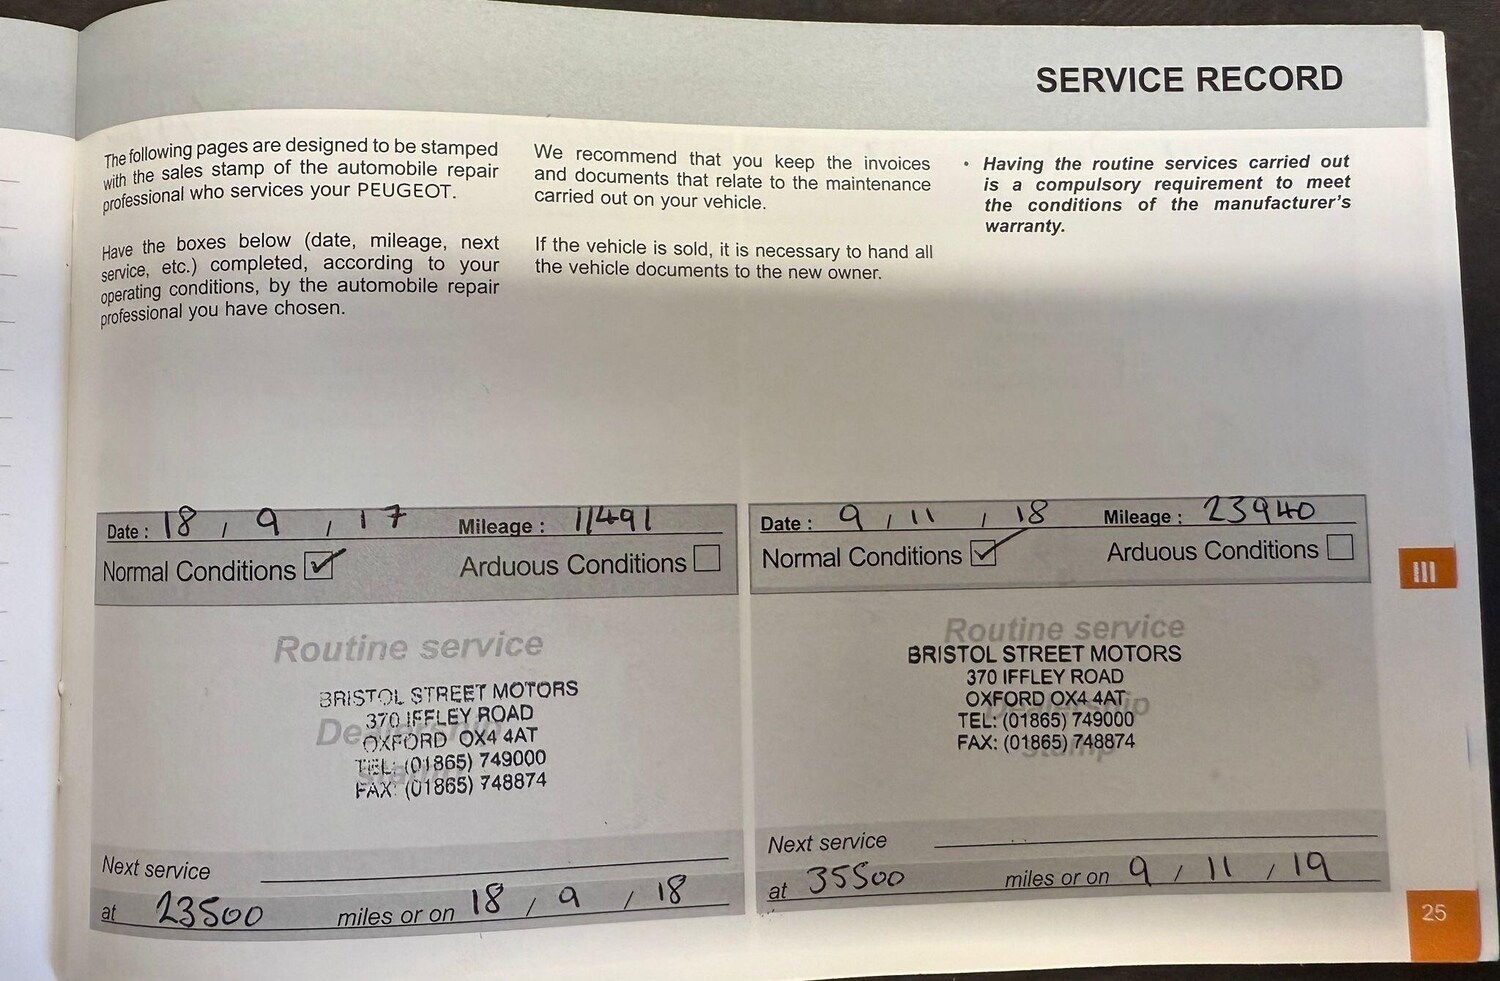 SERVICE RECORD
The following pages are designed to be stamped
with the sales stamp of the automobile repair
professional who services your PEUGEOT.
Have the boxes below (date, mileage, next
service, etc.) completed, according to your
operating conditions, by the automobile repair
professional you have chosen.
We recommend that you keep the invoices
and documents that relate to the maintenance
carried out on your vehicle.
If the vehicle is sold, it is necessary to hand all
the vehicle documents to the new owner.
• Having the routine services carried out
is a compulsory requirement to meet
the conditions of the manufacturer's
warranty.
Date : 18 / 9 / 17 Mileage : 11491
Normal Conditions Arduous Conditions
Routine service
BRISTOL STREET MOTORS
370 IFFLEY ROAD
Dealership
OXFORD OX4 4AT
TEL: (01865) 749000
stamp
FAX: (01865) 748874
Next service
at 23500 miles or on 18 / 9 / 18
Date : 9 / 11 / 18 Mileage : 23940
Normal Conditions Arduous Conditions
Routine service
BRISTOL STREET MOTORS
370 IFFLEY ROAD
OXFORD OX4 4AT
Dealership
TEL: (01865) 749000
FAX: (01865) 748874
stamp
Next service
at 35500 miles or on 9 / 11 / 19
III
25